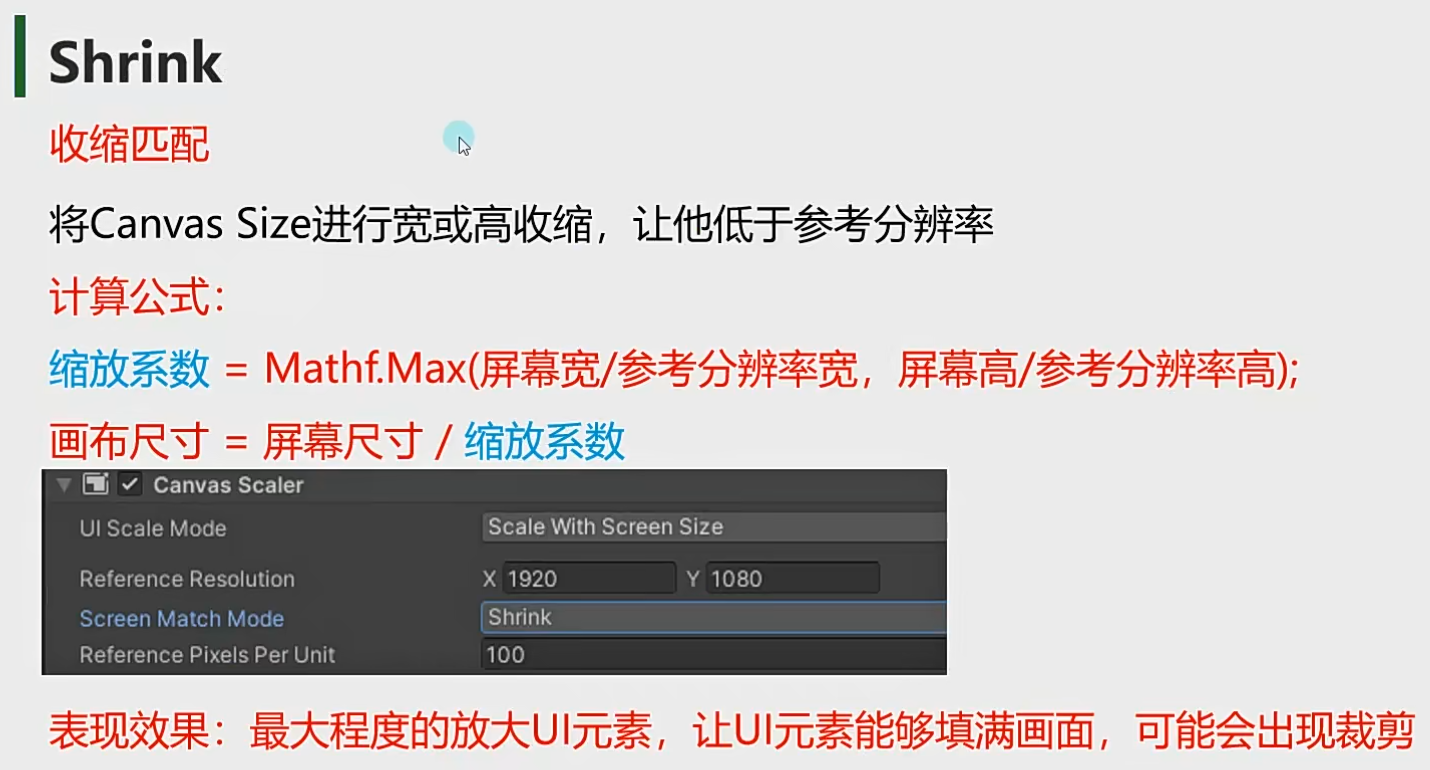 Shrink
收缩匹配
将Canvas Size进行宽或高收缩，让他低于参考分辨率
计算公式：
缩放系数 = Mathf.Max(屏幕宽/参考分辨率宽，屏幕高/参考分辨率高);
画布尺寸 = 屏幕尺寸 / 缩放系数
Canvas Scaler
UI Scale Mode Scale With Screen Size
Reference Resolution X 1920 Y 1080
Screen Match Mode Shrink
Reference Pixels Per Unit 100
表现效果：最大程度的放大UI元素，让UI元素能够填满画面，可能会出现裁剪